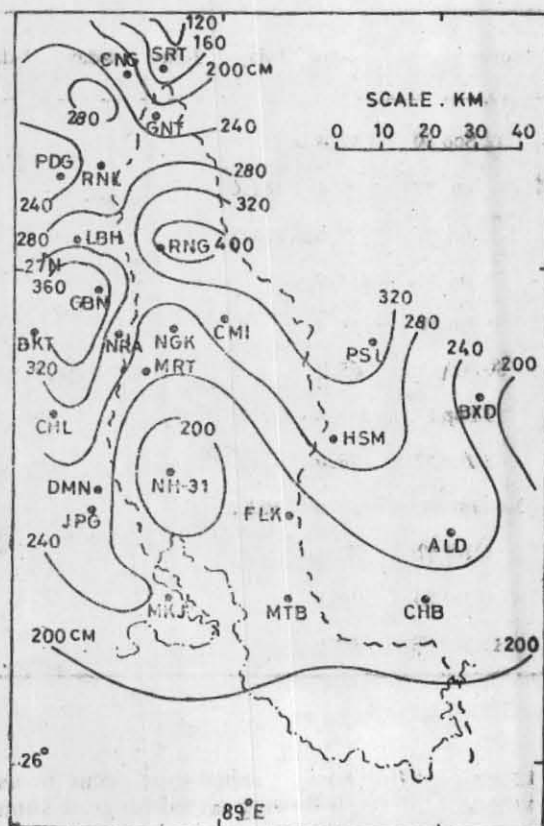 120
160
CNG SRT
200 CM
SCALE . KM
280
GNT
240
0 10 20 40
PDG
RNK
280
240
320
280
LBH
RNG 400
27N
360
GBN
320
280
CMI
BKT
NRA
NGK
PSL
240
200
320
MRT
BXD
CHL
200
HSM
DMN
NH-31
JPG
FLK
240
ALD
MKJ
MTB
CHB
200 CM
200
26°
89°E